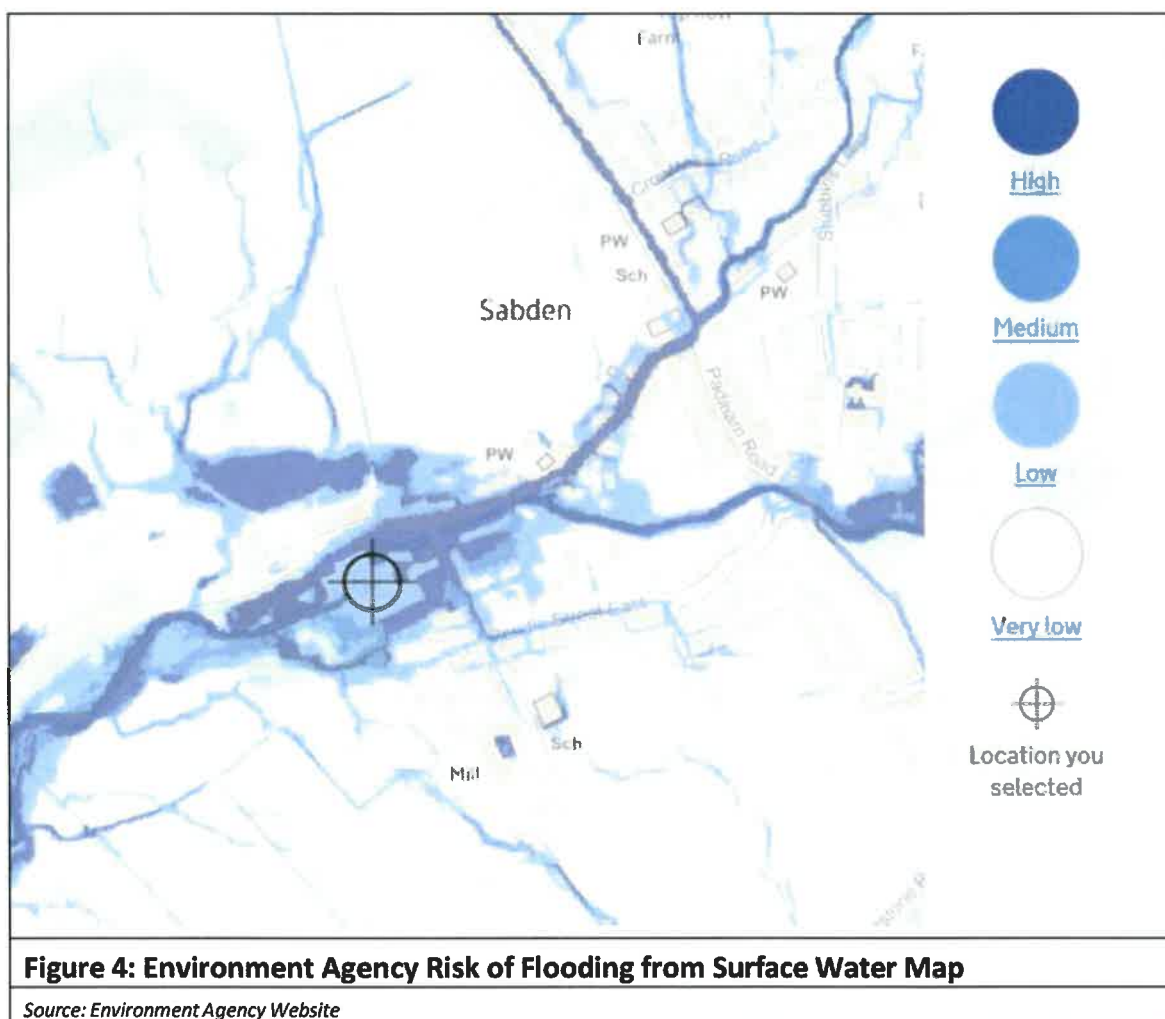 Farm
Road
PW
Sch
Sabden
PW
Padiham Road
PW
Sch
Mill
High
Medium
Low
Very low
Location you
selected
Figure 4: Environment Agency Risk of Flooding from Surface Water Map
Source: Environment Agency Website